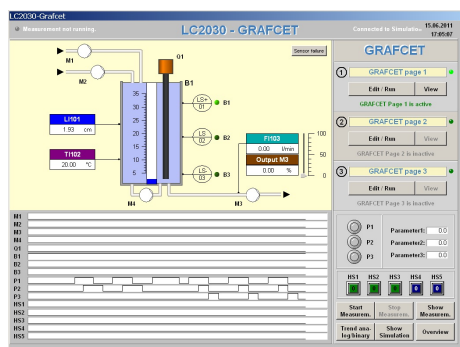 LC2030-Grafcet
Measurement not running.
LC2030 - GRAFCET
Connected to Simulation
15.06.2011
17:05:07
M1
M2
Q1
Sensor failure
B1
35
30
25
20
15
10
5
LS+
01
B1
LS
02
B2
LS-
03
B3
LI101
1.93 cm
TI102
20.00 °C
FI103
0.00 l/min
Output M3
0.00 %
100
50
0
M4
M3
GRAFCET
1
GRAFCET page 1
Edit / Run
View
GRAFCET Page 1 is active
2
GRAFCET page 2
Edit / Run
View
GRAFCET Page 2 is inactive
3
GRAFCET page 3
Edit / Run
View
GRAFCET Page 3 is inactive
M1
M2
M3
M4
Q1
B1
B2
B3
P1
P2
P3
HS1
HS2
HS3
HS4
HS5
P1
P2
P3
Parameter1: 0.0
Parameter2: 0.0
Parameter3: 0.0
HS1 HS2 HS3 HS4 HS5
0 0 0 0 0
Start Measurem.
Stop Measurem.
Show Measurem.
Trend ana-log/binary
Show Simulation
Overview